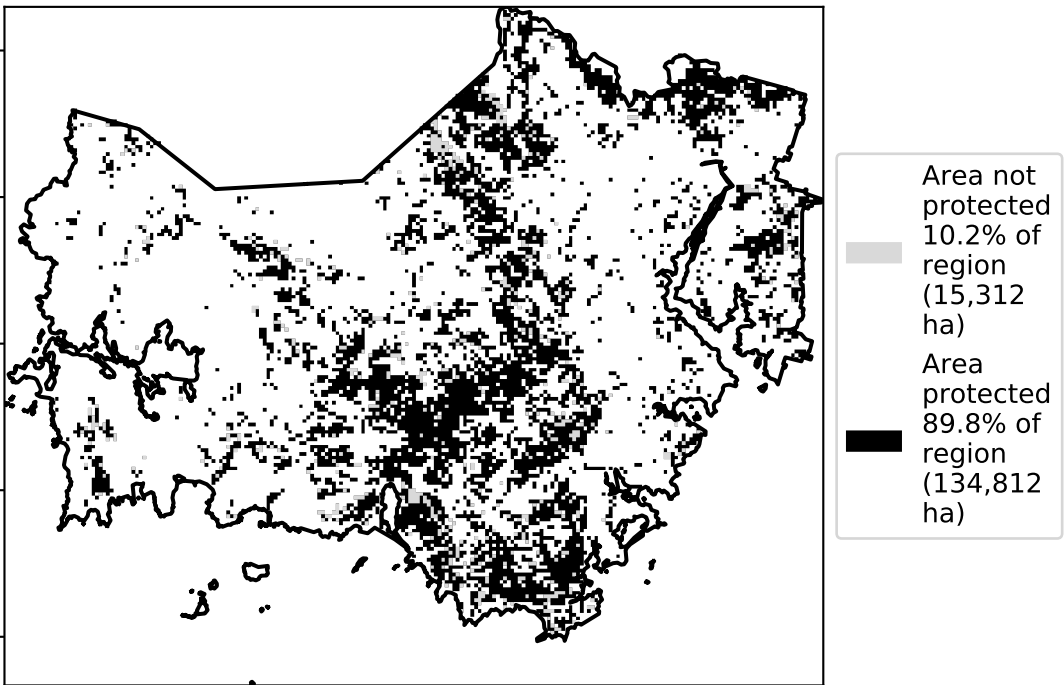 Area not
protected
10.2% of
region
(15,312
ha)
Area
protected
89.8% of
region
(134,812
ha)